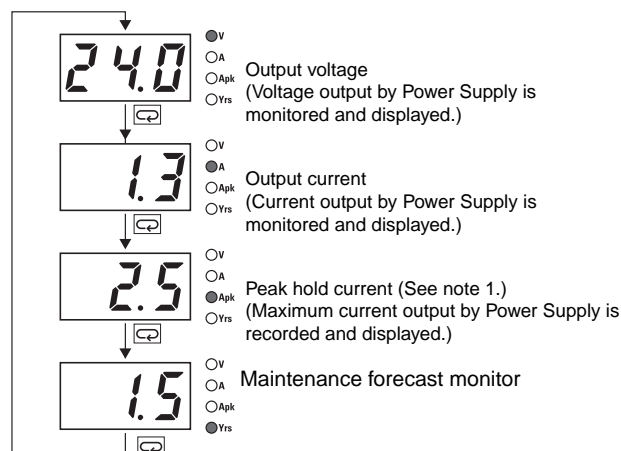 24.0
V
A
Apk
Yrs
Output voltage
(Voltage output by Power Supply is
monitored and displayed.)
1.3
V
A
Apk
Yrs
Output current
(Current output by Power Supply is
monitored and displayed.)
2.5
V
A
Apk
Yrs
Peak hold current (See note 1.)
(Maximum current output by Power Supply is
recorded and displayed.)
1.5
V
A
Apk
Yrs
Maintenance forecast monitor